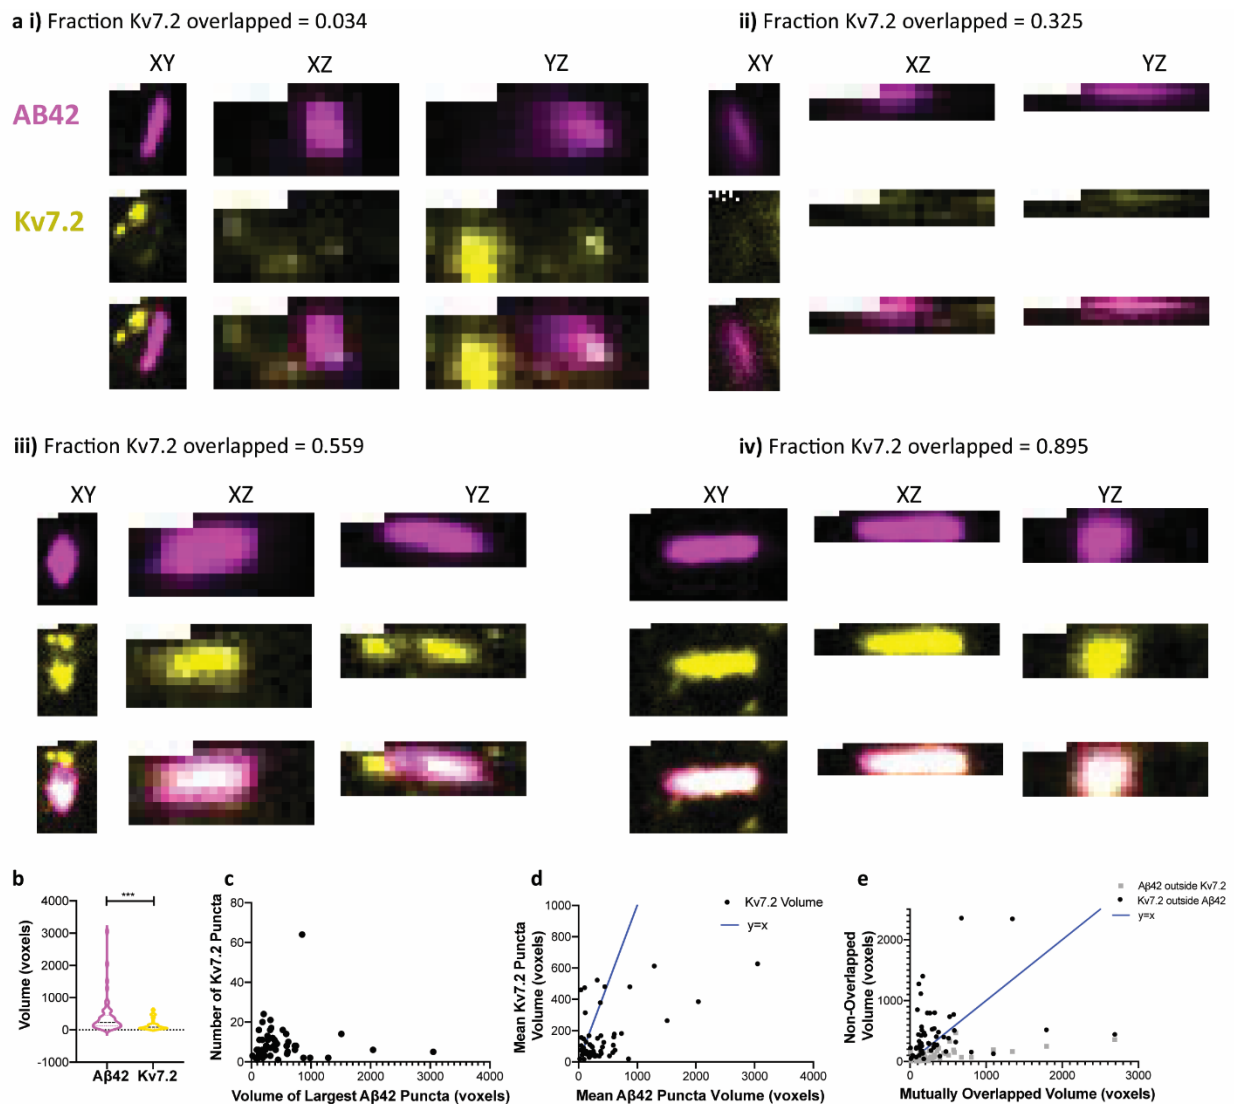 a i) Fraction Kv7.2 overlapped = 0.034
ii) Fraction Kv7.2 overlapped = 0.325
XY XZ YZ
XY XZ YZ
AB42
Kv7.2
iii) Fraction Kv7.2 overlapped = 0.559
iv) Fraction Kv7.2 overlapped = 0.895
XY XZ YZ
XY XZ YZ
b
***
4000
3000
2000
1000
0
-1000
Volume (voxels)
Aβ42 Kv7.2
c
80
60
40
20
0
Number of Kv7.2 Puncta
0 1000 2000 3000 4000
Volume of Largest Aβ42 Puncta (voxels)
d
Kv7.2 Volume
y=x
1000
800
600
400
200
0
Mean Kv7.2 Puncta
Volume (voxels)
0 1000 2000 3000 4000
Mean Aβ42 Puncta Volume (voxels)
e
Aβ42 outside Kv7.2
Kv7.2 outside Aβ42
y=x
2000
1000
0
Non-Overlapped
Volume (voxels)
0 1000 2000 3000
Mutually Overlapped Volume (voxels)